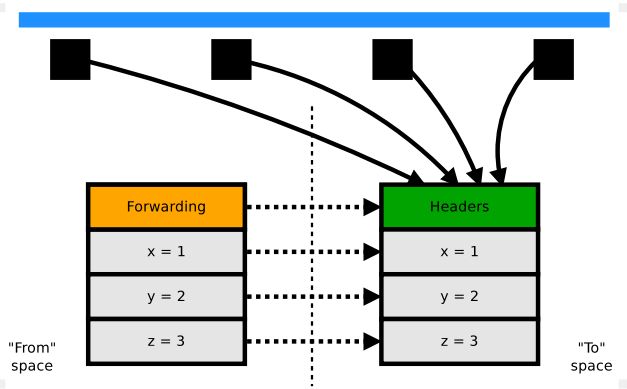 Forwarding
Headers
x = 1
x = 1
y = 2
y = 2
z = 3
z = 3
"From"
space
"To"
space